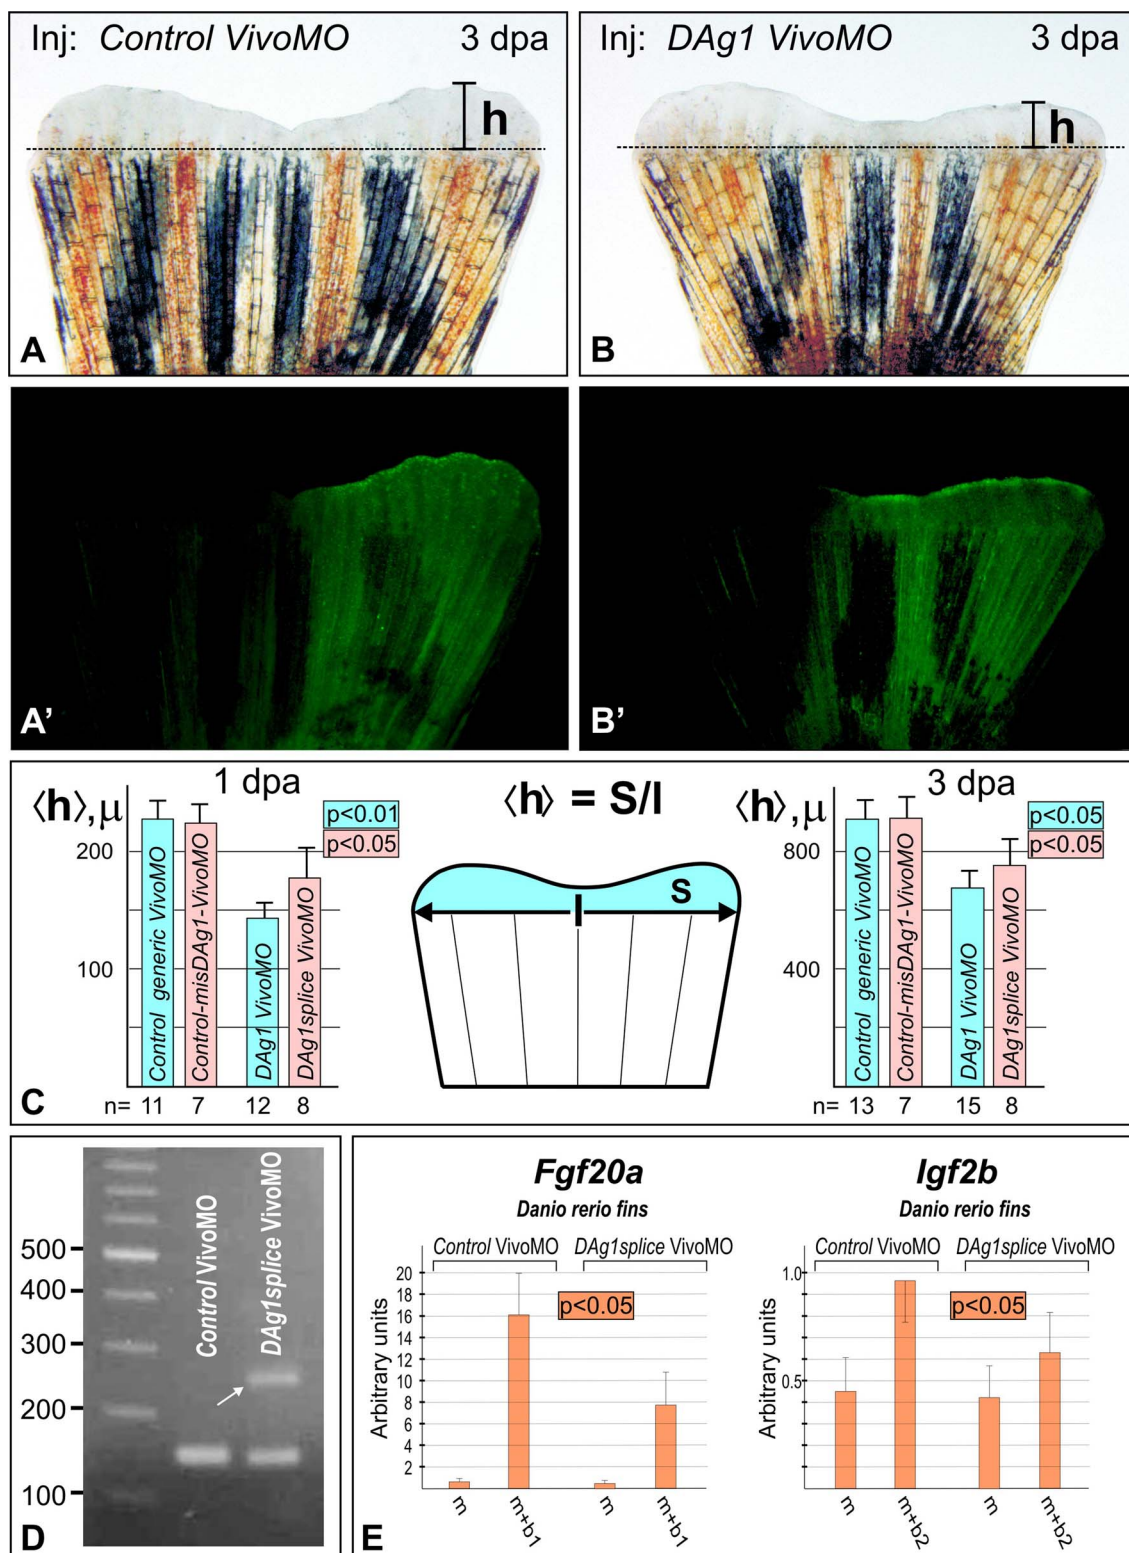 Inj: Control VivoMO 3 dpa
h
A
Inj: DAg1 VivoMO 3 dpa
h
B
A'
B'
1 dpa
⟨h⟩,μ
200
100
p<0.01
p<0.05
Control generic VivoMO
Control-misDAg1-VivoMO
DAg1 VivoMO
DAg1splice VivoMO
n= 11 7 12 8
C
⟨h⟩ = S/l
S
l
3 dpa
⟨h⟩,μ
800
400
p<0.05
p<0.05
Control generic VivoMO
Control-misDAg1-VivoMO
DAg1 VivoMO
DAg1splice VivoMO
n= 13 7 15 8
500
400
300
200
100
Control VivoMO
DAg1splice VivoMO
D
Fgf20a
Danio rerio fins
Control VivoMO DAg1splice VivoMO
Arbitrary units
20
18
16
14
12
10
8
6
4
2
p<0.05
m m+b1 m m+b1
Igf2b
Danio rerio fins
Control VivoMO DAg1splice VivoMO
Arbitrary units
1.0
0.5
p<0.05
m m+b2 m m+b2
E